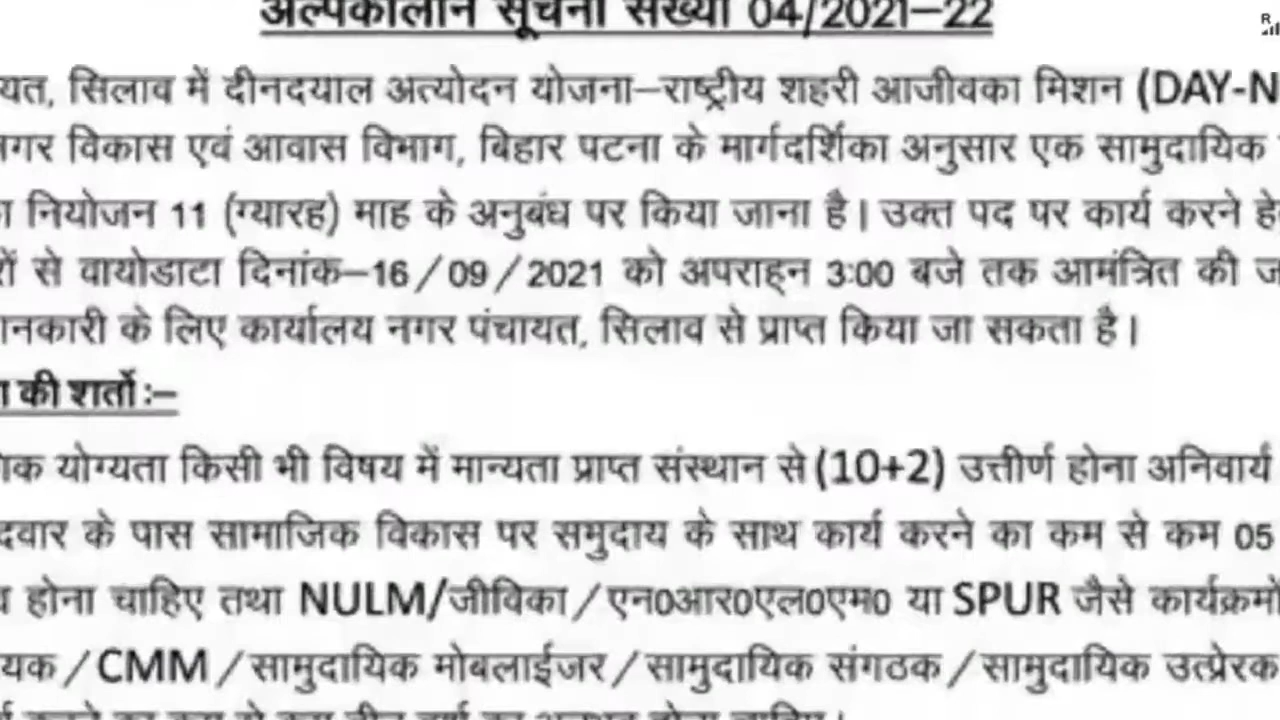 अल्पकालीन सूचना संख्या 04/2021–22
R
यत, सिलाव में दीनदयाल अत्योदन योजना–राष्ट्रीय शहरी आजीवका मिशन (DAY-N
नगर विकास एवं आवास विभाग, बिहार पटना के मार्गदर्शिका अनुसार एक सामुदायिक
नियोजन 11 (ग्यारह) माह के अनुबंध पर किया जाना है। उक्त पद पर कार्य करने हे
से वायोडाटा दिनांक–16/09/2021 को अपराह्न 3:00 बजे तक आमंत्रित की ज
ानकारी के लिए कार्यालय नगर पंचायत, सिलाव से प्राप्त किया जा सकता है।
की शर्तो :–
क योग्यता किसी भी विषय में मान्यता प्राप्त संस्थान से (10+2) उत्तीर्ण होना अनिवार्य
दवार के पास सामाजिक विकास पर समुदाय के साथ कार्य करने का कम से कम 05
होना चाहिए तथा NULM/जीविका/एन0आर0एल0एम0 या SPUR जैसे कार्यक्रमो
यक/CMM/सामुदायिक मोबलाईजर/सामुदायिक संगठक/सामुदायिक उत्प्रेरक